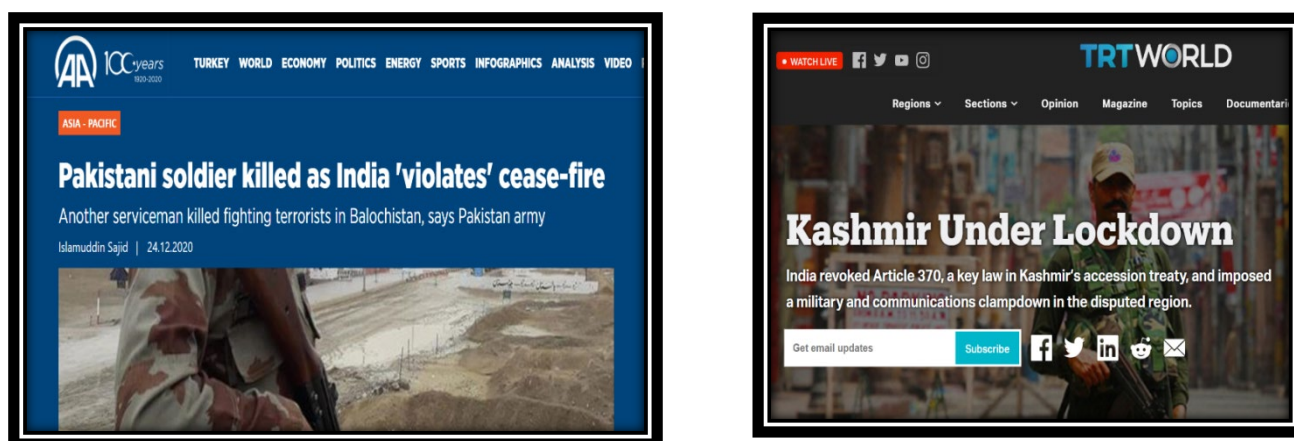 AA 100 years
1920-2020
TURKEY WORLD ECONOMY POLITICS ENERGY SPORTS INFOGRAPHICS ANALYSIS VIDEO
ASIA - PACIFIC
Pakistani soldier killed as India 'violates' cease-fire
Another serviceman killed fighting terrorists in Balochistan, says Pakistan army
Islamuddin Sajid | 24.12.2020
TRTWORLD
WATCH LIVE
Regions Sections Opinion Magazine Topics Documentari
Kashmir Under Lockdown
India revoked Article 370, a key law in Kashmir's accession treaty, and imposed
a military and communications clampdown in the disputed region.
Get email updates
Subscribe